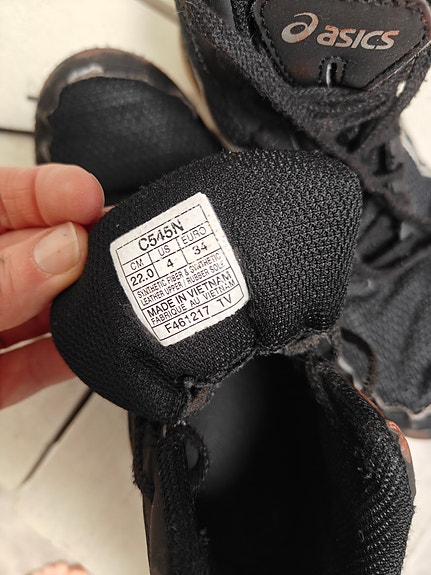 asics
C545N
CM US EURO
22.0 4 34
SYNTHETIC FIBER & SYNTHETIC
LEATHER UPPER / RUBBER SOLE
MADE IN VIETNAM
FABRIQUE AU VIETNAM
F461217 TV